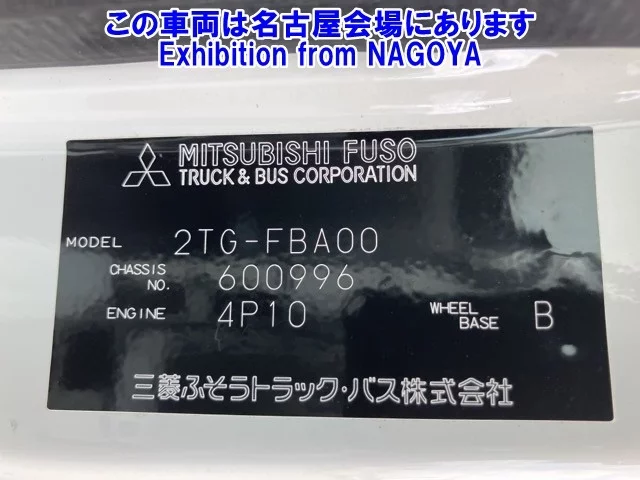 この車両は名古屋会場にあります
Exhibition from NAGOYA
MITSUBISHI FUSO
TRUCK & BUS CORPORATION
MODEL 2TG-FBA00
CHASSIS NO. 600996
ENGINE 4P10 WHEEL BASE B
三菱ふそうトラック・バス株式会社